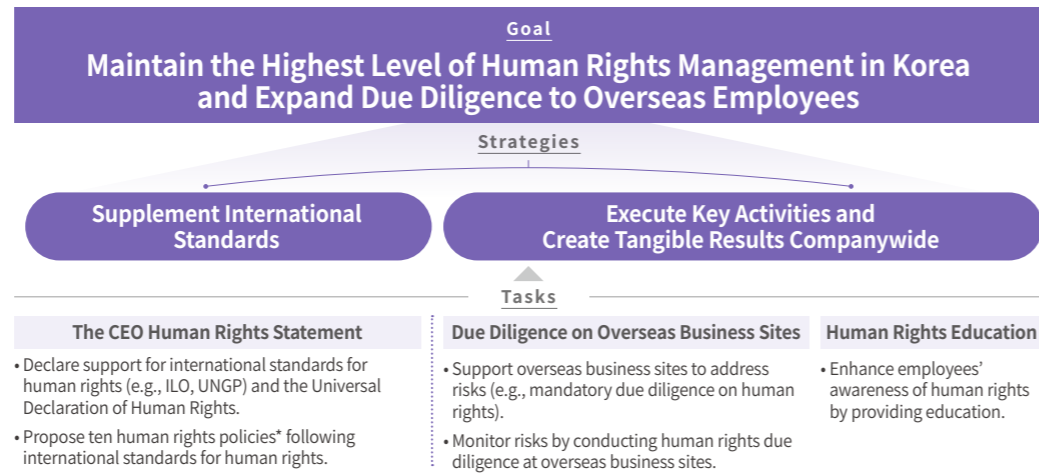 Goal
Maintain the Highest Level of Human Rights Management in Korea
and Expand Due Diligence to Overseas Employees
Strategies
Supplement International
Standards
Execute Key Activities and
Create Tangible Results Companywide
Tasks
The CEO Human Rights Statement
• Declare support for international standards for
human rights (e.g., ILO, UNGP) and the Universal
Declaration of Human Rights.
• Propose ten human rights policies* following
international standards for human rights.
Due Diligence on Overseas Business Sites
• Support overseas business sites to address
risks (e.g., mandatory due diligence on human
rights).
• Monitor risks by conducting human rights due
diligence at overseas business sites.
Human Rights Education
• Enhance employees’
awareness of human rights
by providing education.